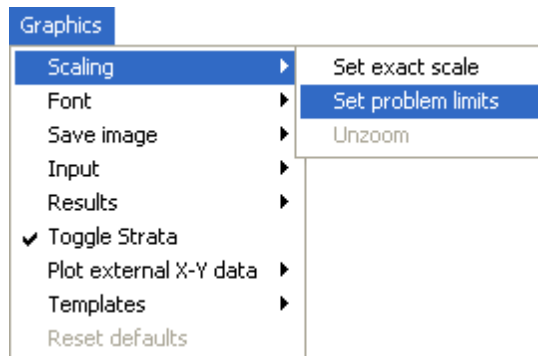 Graphics
Scaling
Set exact scale
Font
Set problem limits
Save image
Unzoom
Input
Results
Toggle Strata
Plot external X-Y data
Templates
Reset defaults